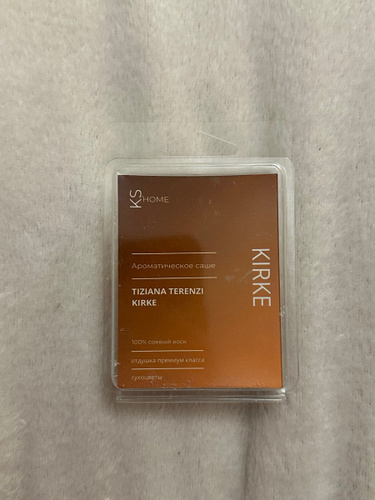 KS HOME
Ароматическое саше
TIZIANA TERENZI
KIRKE
KIRKE
100% соевый воск
отдушка премиум класса
сухоцветы